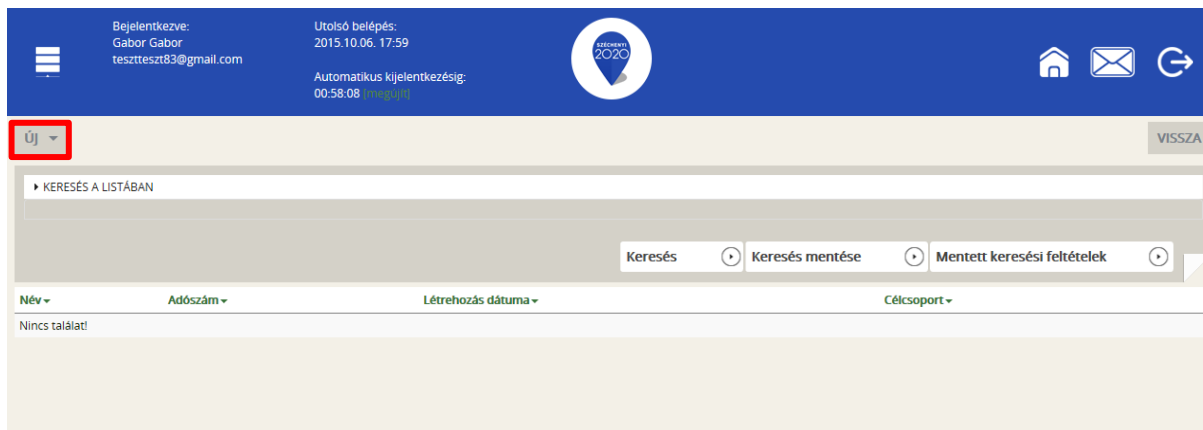 Bejelentkezve:
Gabor Gabor
tesztteszt83@gmail.com
Utolsó belépés:
2015.10.06. 17:59
Automatikus kijelentkezésig:
00:58:08 [megújít]
SZÉCHENYI
2020
ÚJ
VISSZA
KERESÉS A LISTÁBAN
Keresés
Keresés mentése
Mentett keresési feltételek
Név Adószám Létrehozás dátuma Célcsoport
Nincs találat!